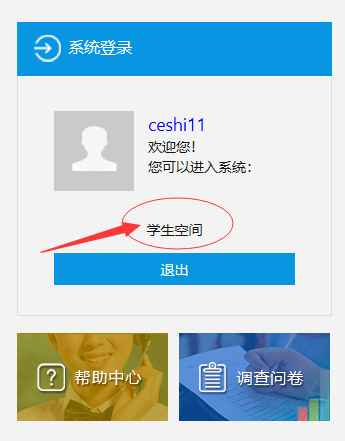 系统登录
ceshi11
欢迎您!
您可以进入系统:
学生空间
退出
帮助中心
调查问卷